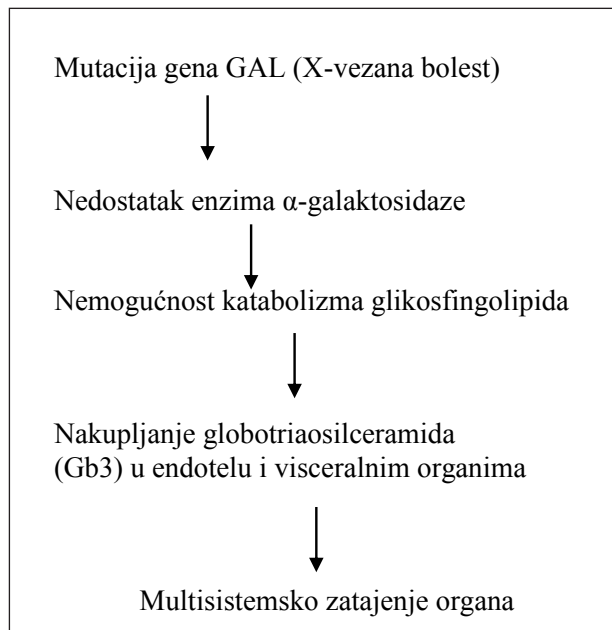 Mutacija gena GAL (X-vezana bolest)
Nedostatak enzima α-galaktosidaze
Nemogućnost katabolizma glikosfingolipida
Nakupljanje globotriaosilceramida
(Gb3) u endotelu i visceralnim organima
Multisistemsko zatajenje organa